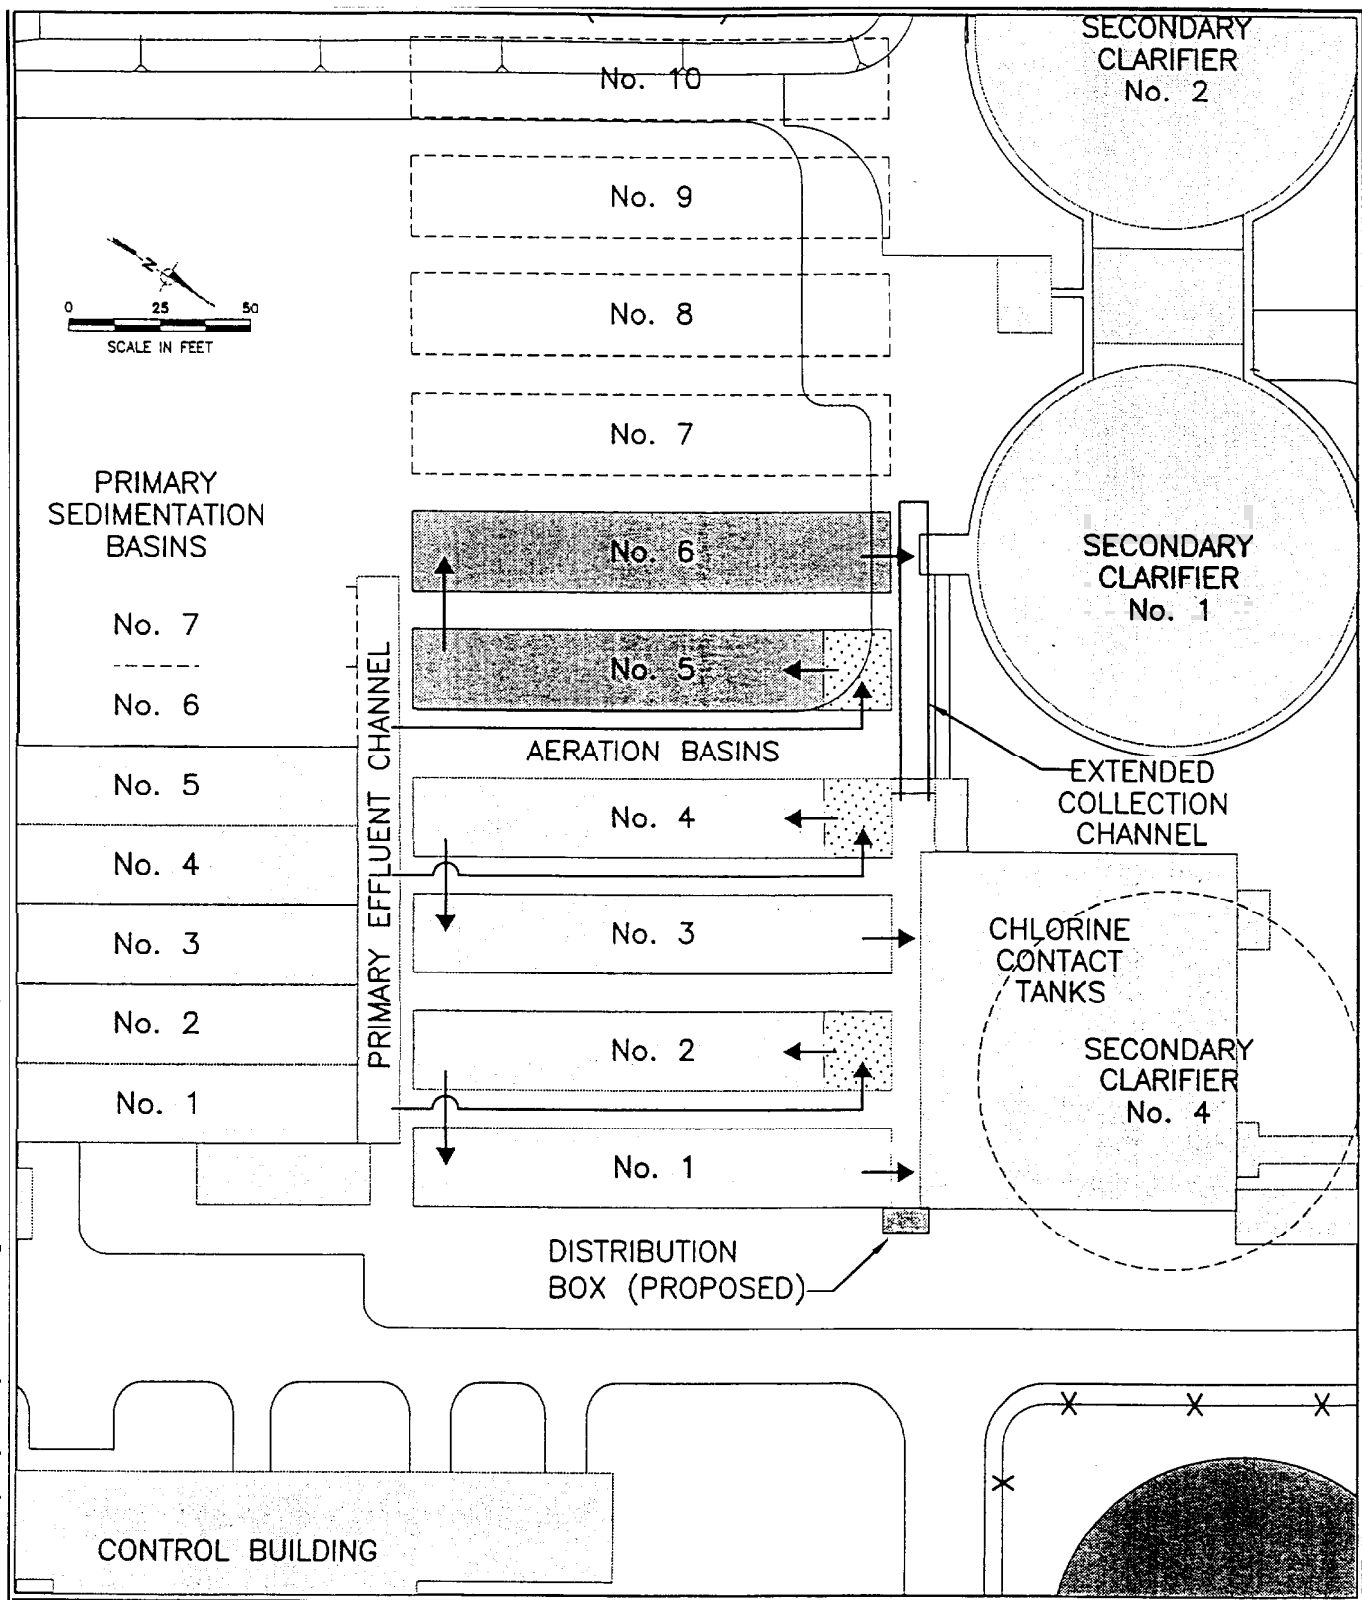 SECONDARY
CLARIFIER
No. 2
No. 10
No. 9
N
0 25 50
SCALE IN FEET
No. 8
No. 7
PRIMARY
SEDIMENTATION
BASINS
No. 6
SECONDARY
CLARIFIER
No. 1
No. 7
No. 6
No. 5
AERATION BASINS
PRIMARY EFFLUENT CHANNEL
No. 5
No. 4
No. 3
No. 2
No. 1
EXTENDED
COLLECTION
CHANNEL
No. 4
No. 3
No. 2
No. 1
CHLORINE
CONTACT
TANKS
SECONDARY
CLARIFIER
No. 4
DISTRIBUTION
BOX (PROPOSED)
X X X
X
CONTROL BUILDING